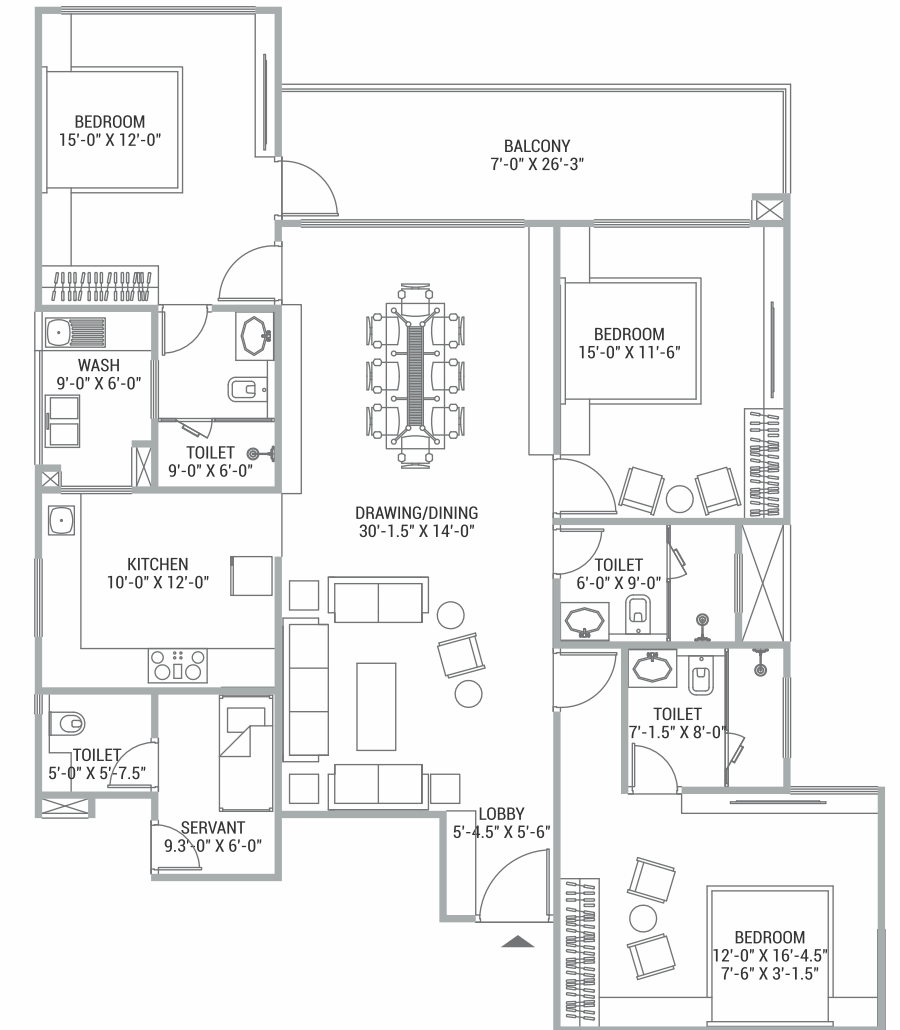 BEDROOM
15'-0" X 12'-0"
BALCONY
7'-0" X 26'-3"
BEDROOM
15'-0" X 11'-6"
WASH
9'-0" X 6'-0"
TOILET
9'-0" X 6'-0"
DRAWING/DINING
30'-1.5" X 14'-0"
KITCHEN
10'-0" X 12'-0"
TOILET
6'-0" X 9'-0"
TOILET
7'-1.5" X 8'-0"
TOILET
5'-0" X 5'-7.5"
SERVANT
9.3'-0" X 6'-0"
LOBBY
5'-4.5" X 5'-6"
BEDROOM
12'-0" X 16'-4.5"
7'-6" X 3'-1.5"